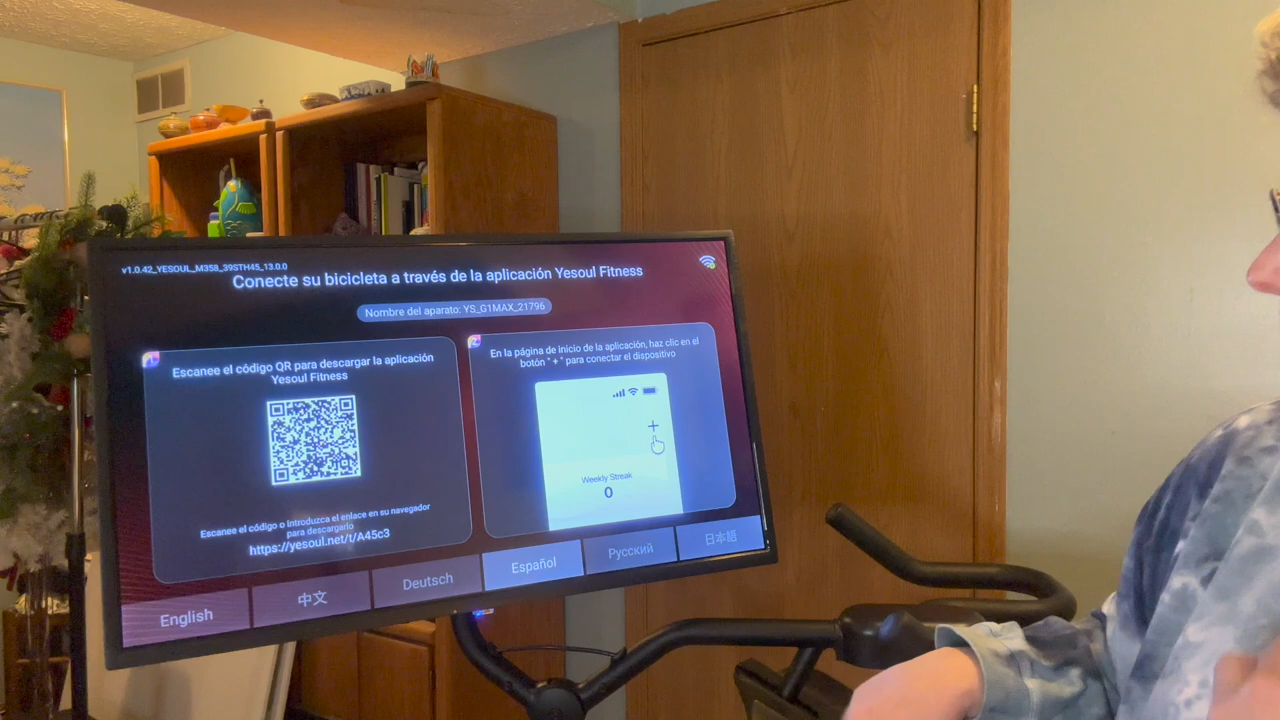 v1.0.42_YESOUL_M358_39STH45_13.0.0
Conecte su bicicleta a través de la aplicación Yesoul Fitness
Nombre del aparato: YS_G1MAX_21796
1
Escanee el código QR para descargar la aplicación
Yesoul Fitness
Escanee el código o introduzca el enlace en su navegador
para descargarlo
https://yesoul.net/t/A45c3
2
En la página de inicio de la aplicación, haz clic en el
botón " + " para conectar el dispositivo
+
Weekly Streak
0
English
中文
Deutsch
Español
Русский
日本語